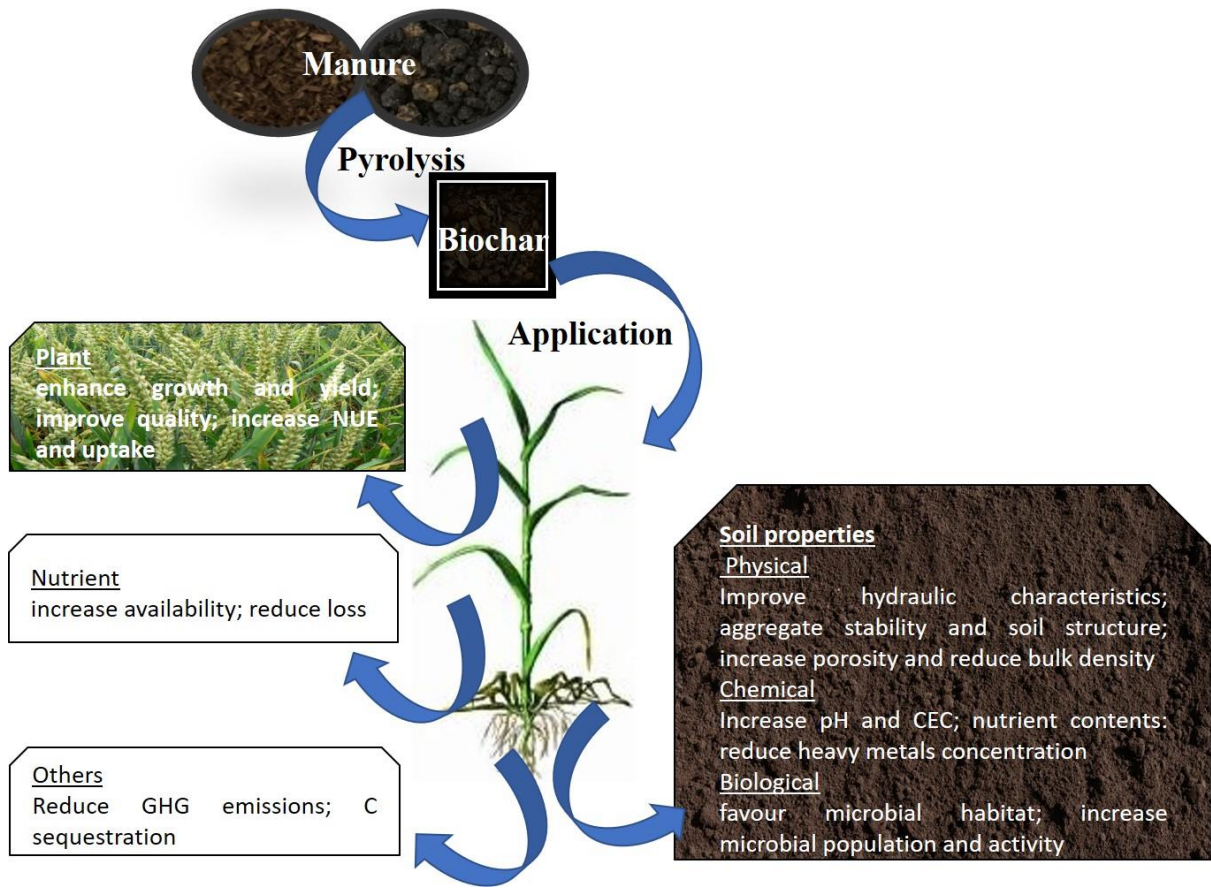 Manure
Pyrolysis
Biochar
Application
Plant
enhance growth and yield;
improve quality; increase NUE
and uptake
Nutrient
increase availability; reduce loss
Others
Reduce GHG emissions; C
sequestration
Soil properties
Physical
Improve hydraulic characteristics;
aggregate stability and soil structure;
increase porosity and reduce bulk density
Chemical
Increase pH and CEC; nutrient contents:
reduce heavy metals concentration
Biological
favour microbial habitat; increase
microbial population and activity